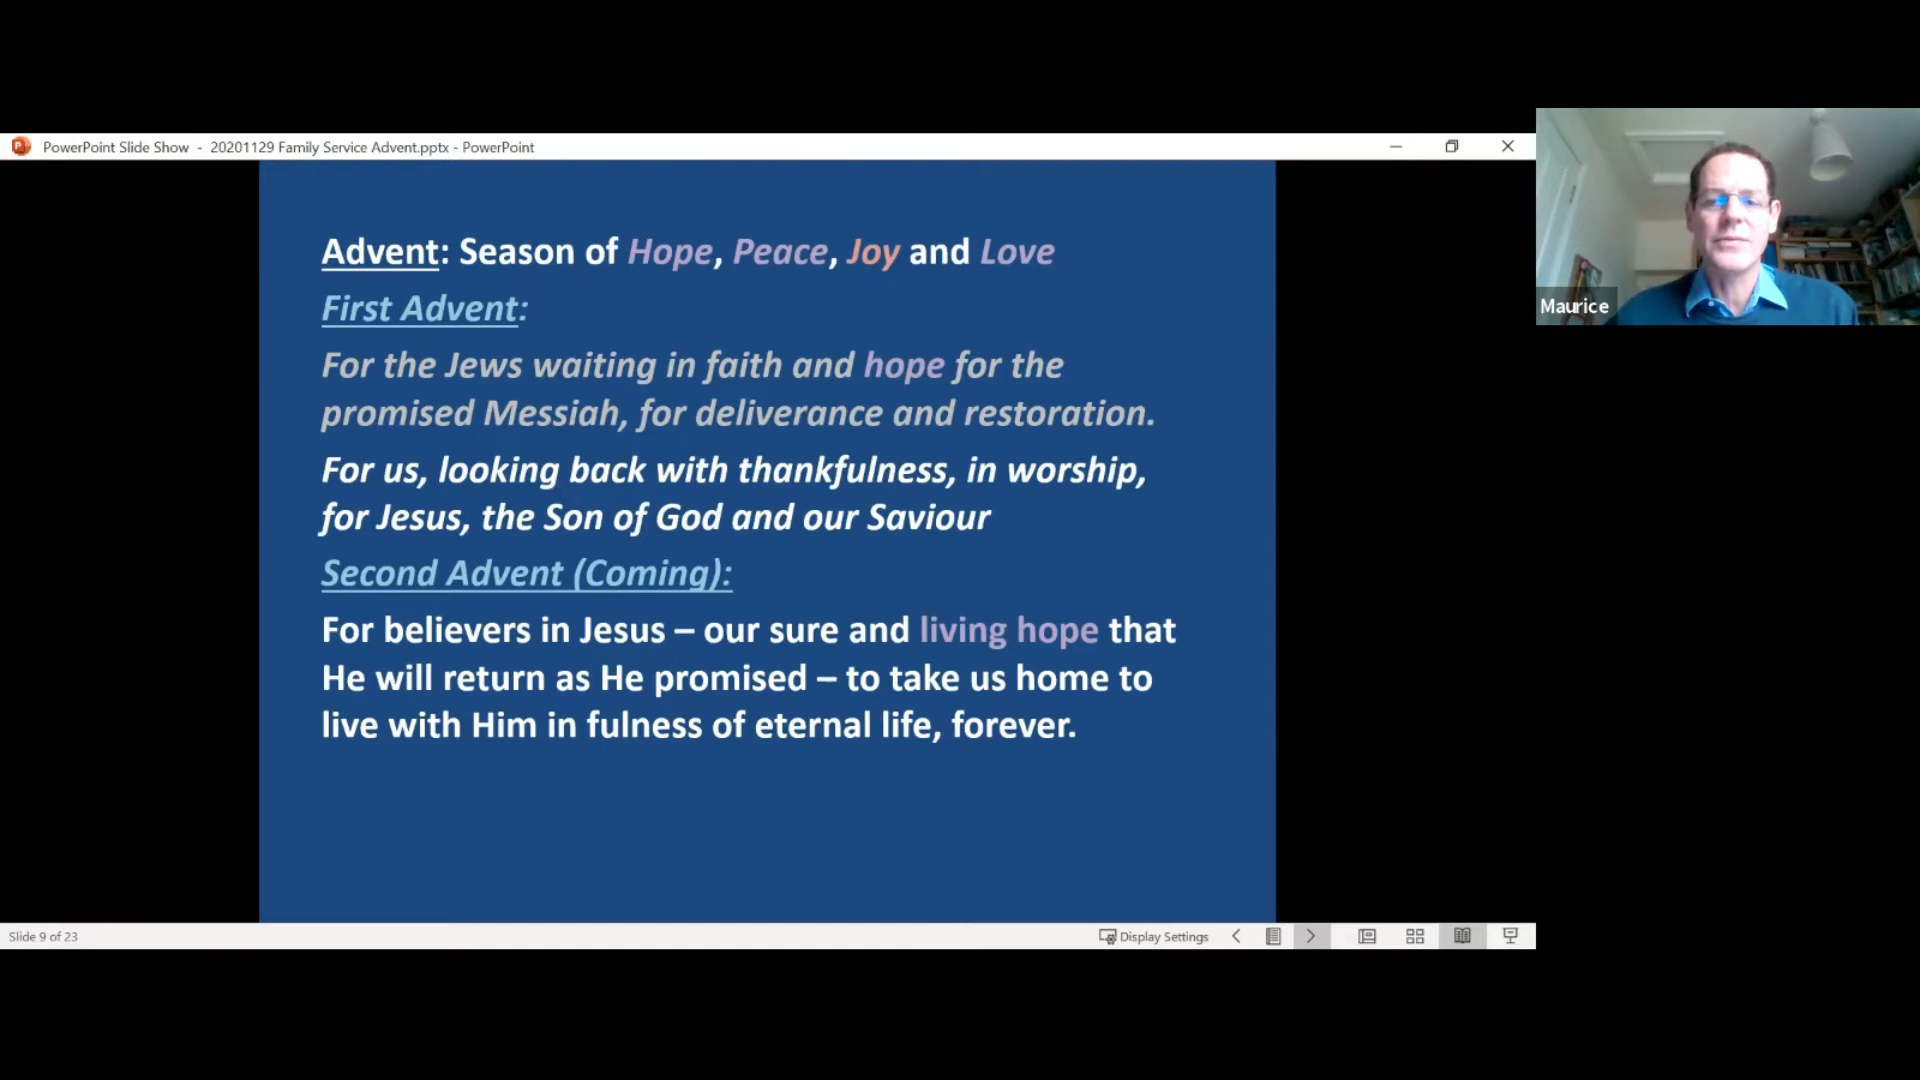 PowerPoint Slide Show - 20201129 Family Service Advent.pptx - PowerPoint
Advent: Season of Hope, Peace, Joy and Love
First Advent:
For the Jews waiting in faith and hope for the
promised Messiah, for deliverance and restoration.
For us, looking back with thankfulness, in worship,
for Jesus, the Son of God and our Saviour
Second Advent (Coming):
For believers in Jesus – our sure and living hope that
He will return as He promised – to take us home to
live with Him in fulness of eternal life, forever.
Maurice
Slide 9 of 23
Display Settings